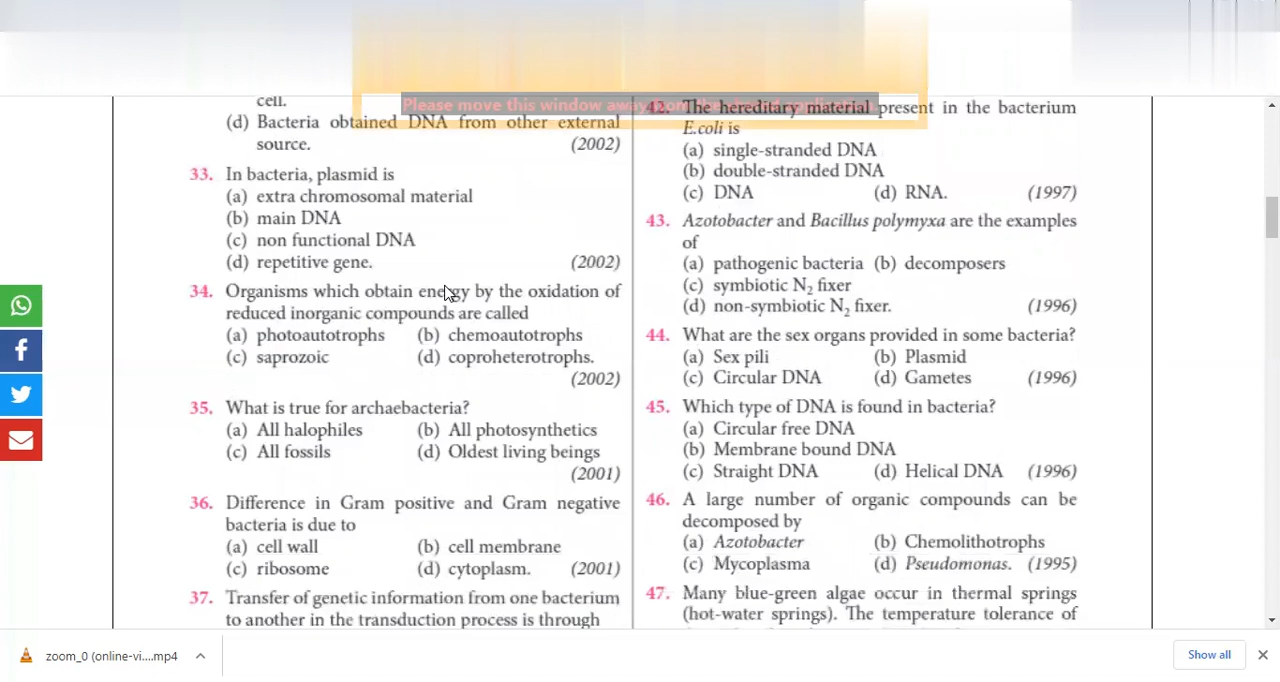 Please move this window away
cell.
(d) Bacteria obtained DNA from other external
source. (2002)
33. In bacteria, plasmid is
(a) extra chromosomal material
(b) main DNA
(c) non functional DNA
(d) repetitive gene. (2002)
34. Organisms which obtain energy by the oxidation of
reduced inorganic compounds are called
(a) photoautotrophs (b) chemoautotrophs
(c) saprozoic (d) coproheterotrophs.
(2002)
35. What is true for archaebacteria?
(a) All halophiles (b) All photosynthetics
(c) All fossils (d) Oldest living beings
(2001)
36. Difference in Gram positive and Gram negative
bacteria is due to
(a) cell wall (b) cell membrane
(c) ribosome (d) cytoplasm. (2001)
37. Transfer of genetic information from one bacterium
to another in the transduction process is through
42. The hereditary material present in the bacterium
E.coli is
(a) single-stranded DNA
(b) double-stranded DNA
(c) DNA (d) RNA. (1997)
43. Azotobacter and Bacillus polymyxa are the examples
of
(a) pathogenic bacteria (b) decomposers
(c) symbiotic N₂ fixer
(d) non-symbiotic N₂ fixer. (1996)
44. What are the sex organs provided in some bacteria?
(a) Sex pili (b) Plasmid
(c) Circular DNA (d) Gametes (1996)
45. Which type of DNA is found in bacteria?
(a) Circular free DNA
(b) Membrane bound DNA
(c) Straight DNA (d) Helical DNA (1996)
46. A large number of organic compounds can be
decomposed by
(a) Azotobacter (b) Chemolithotrophs
(c) Mycoplasma (d) Pseudomonas. (1995)
47. Many blue-green algae occur in thermal springs
(hot-water springs). The temperature tolerance of
zoom_0 (online-vi....mp4
Show all